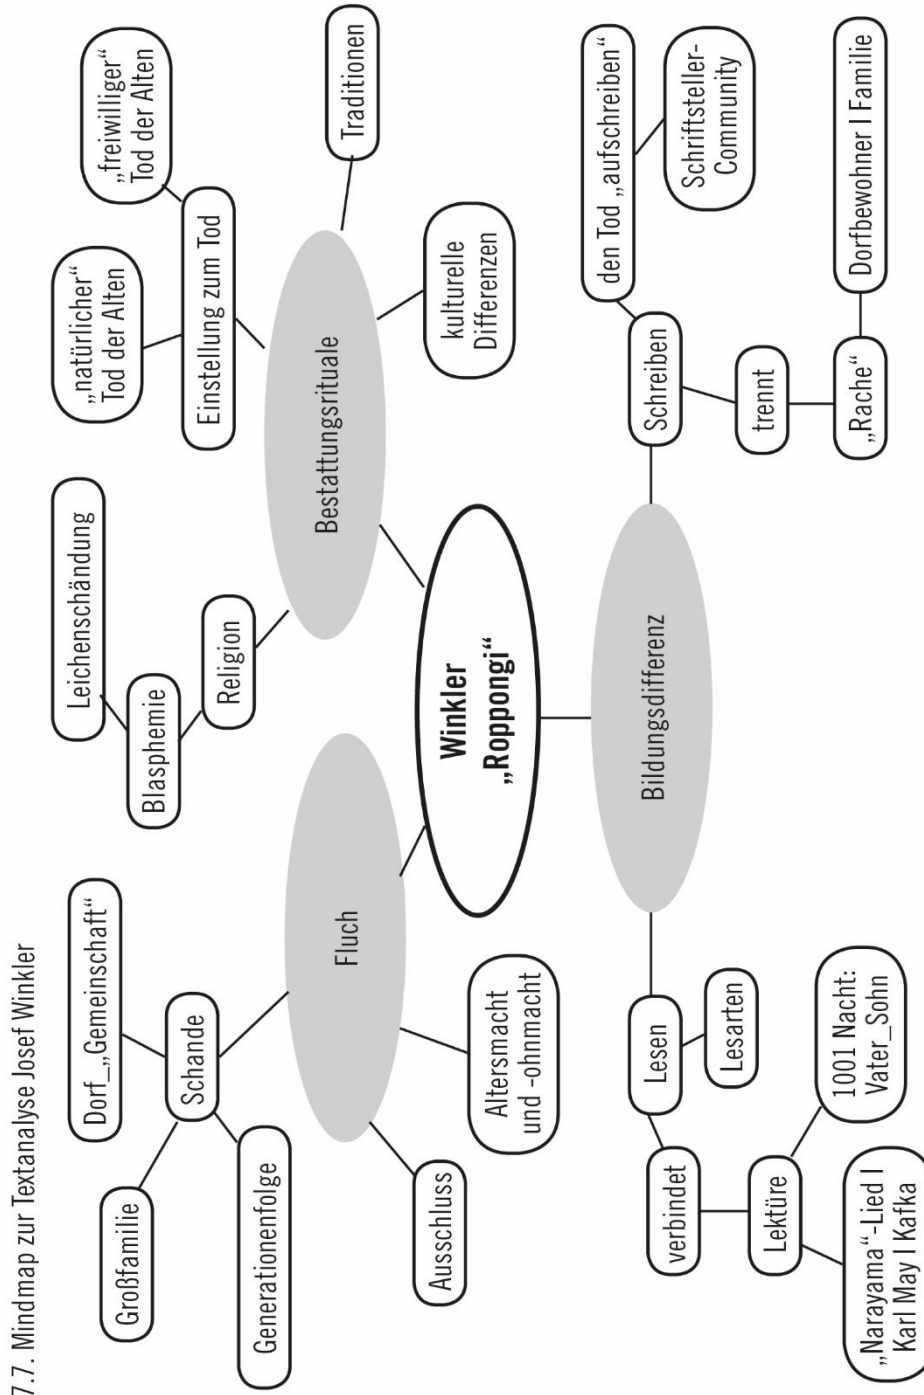 7.7. Mindmap zur Textanalyse Josef Winkler
Großfamilie
Dorf_„Gemeinschaft“
Schande
Generationenfolge
Fluch
Ausschluss
Altersmacht
und -ohnmacht
Leichenschändung
Blasphemie
Religion
„natürlicher“
Tod der Alten
„freiwilliger“
Tod der Alten
Einstellung zum Tod
Bestattungsrituale
Traditionen
kulturelle
Differenzen
Winkler
„Roppongi“
Bildungsdifferenz
Lesen
Lesarten
verbindet
Lektüre
1001 Nacht:
Vater_Sohn
„Narayama“-Lied I
Karl May I Kafka
Schreiben
den Tod „aufschreiben“
Schriftsteller-
Community
trennt
„Rache“
Dorfbewohner I Familie